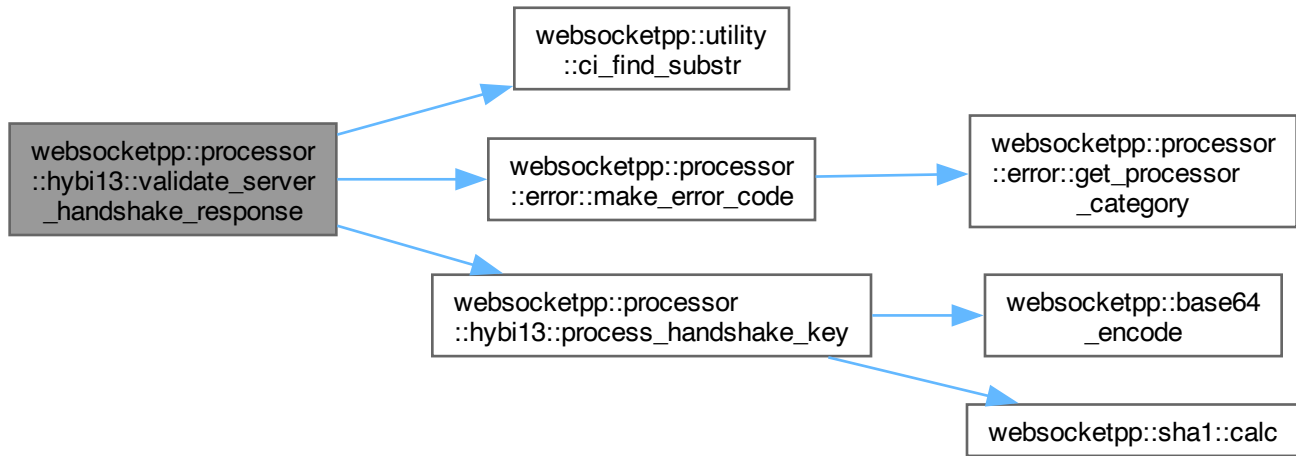 websocketpp::utility
::ci_find_substr
websocketpp::processor
::hybi13::validate_server
_handshake_response
websocketpp::processor
::error::make_error_code
websocketpp::processor
::error::get_processor
_category
websocketpp::processor
::hybi13::process_handshake_key
websocketpp::base64
_encode
websocketpp::sha1::calc